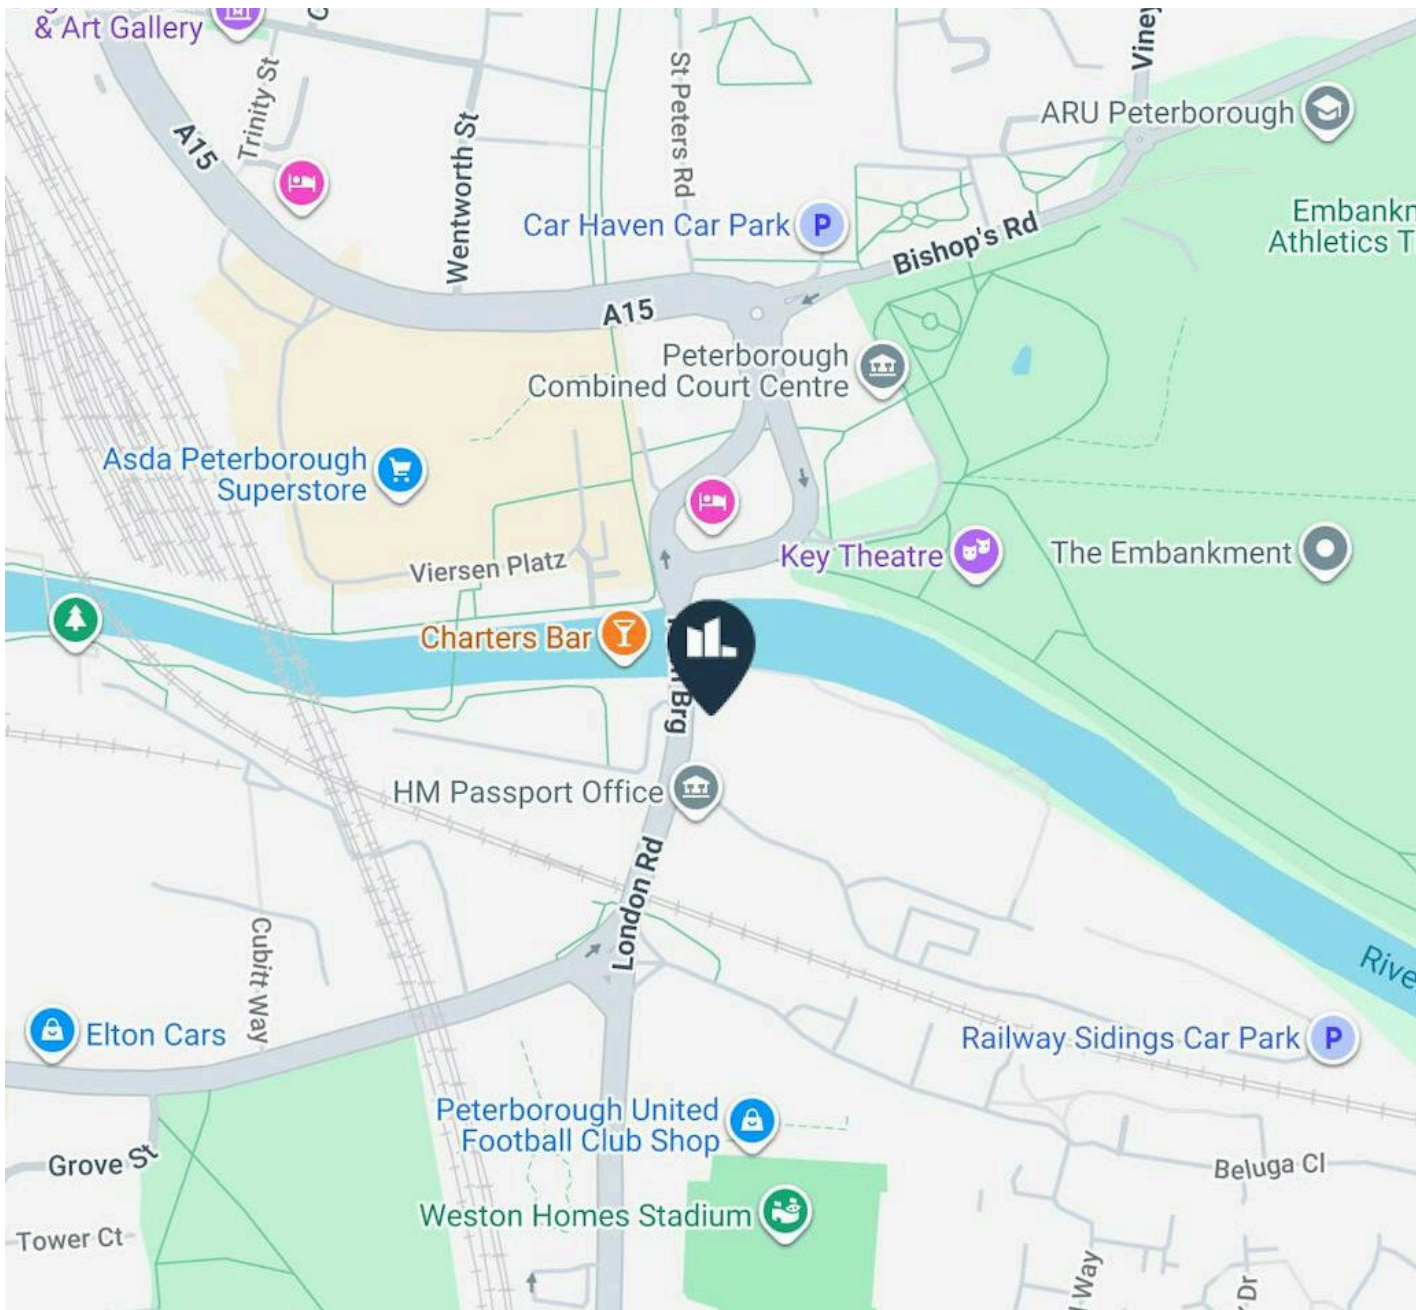 & Art Gallery
Trinity St
A15
Wentworth St
St Peters Rd
ARU Peterborough
Car Haven Car Park
P
Bishop's Rd
Athletics
A15
Peterborough
Combined Court Centre
Asda Peterborough
Superstore
Viersen Platz
Key Theatre
The Embankment
Charters Bar
Brg
HM Passport Office
London Rd
Cubitt Way
Elton Cars
Railway Sidings Car Park
P
Peterborough United
Football Club Shop
Grove St
Beluga Cl
Weston Homes Stadium
Tower Ct
Way
Dr